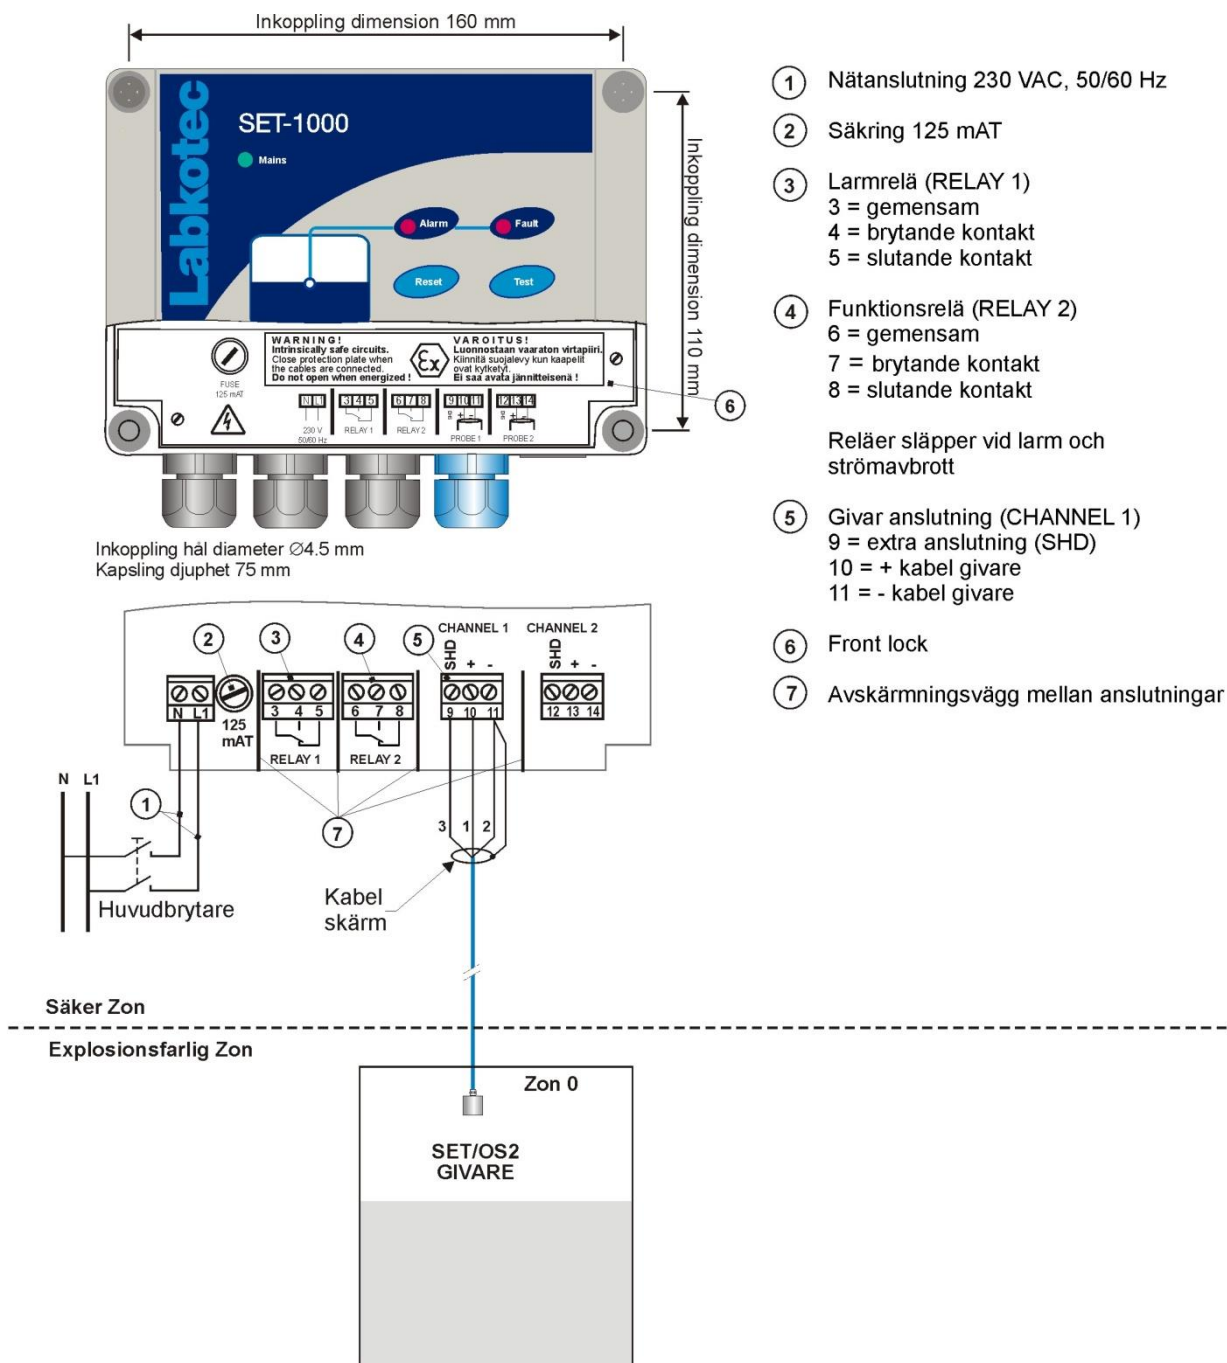 Inkoppling dimension 160 mm
Labkotec
SET-1000
Mains
Alarm
Fault
Reset
Test
Inkoppling dimension 110 mm
FUSE
125 mAT
WARNING!
Intrinsically safe circuits.
Close protection plate when
the cables are connected.
Do not open when energized !
Ex
VAROITUS!
Luonnostaan vaaraton virtapiiri.
Kiinnitä suojalevy kun kaapelit
ovat kytketyt.
Ei saa avata jännitteisenä !
N L1
3 4 5
6 7 8
9 10 11
12 13 14
230 V
50/60 Hz
RELAY 1
RELAY 2
+ -
PROBE 1
+ -
PROBE 2
6
Inkoppling hål diameter Ø4.5 mm
Kapsling djuphet 75 mm
1 Nätanslutning 230 VAC, 50/60 Hz
2 Säkring 125 mAT
3 Larmrelä (RELAY 1)
3 = gemensam
4 = brytande kontakt
5 = slutande kontakt
4 Funktionsrelä (RELAY 2)
6 = gemensam
7 = brytande kontakt
8 = slutande kontakt
Reläer släpper vid larm och
strömavbrott
5 Givar anslutning (CHANNEL 1)
9 = extra anslutning (SHD)
10 = + kabel givare
11 = - kabel givare
6 Front lock
7 Avskärmningsvägg mellan anslutningar
2
3
4
5
CHANNEL 1
CHANNEL 2
SHD + -
SHD + -
N L1
125
mAT
3 4 5
6 7 8
9 10 11
12 13 14
RELAY 1
RELAY 2
N L1
1
7
3 1 2
Huvudbrytare
Kabel
skärm
Säker Zon
Explosionsfarlig Zon
Zon 0
SET/OS2
GIVARE